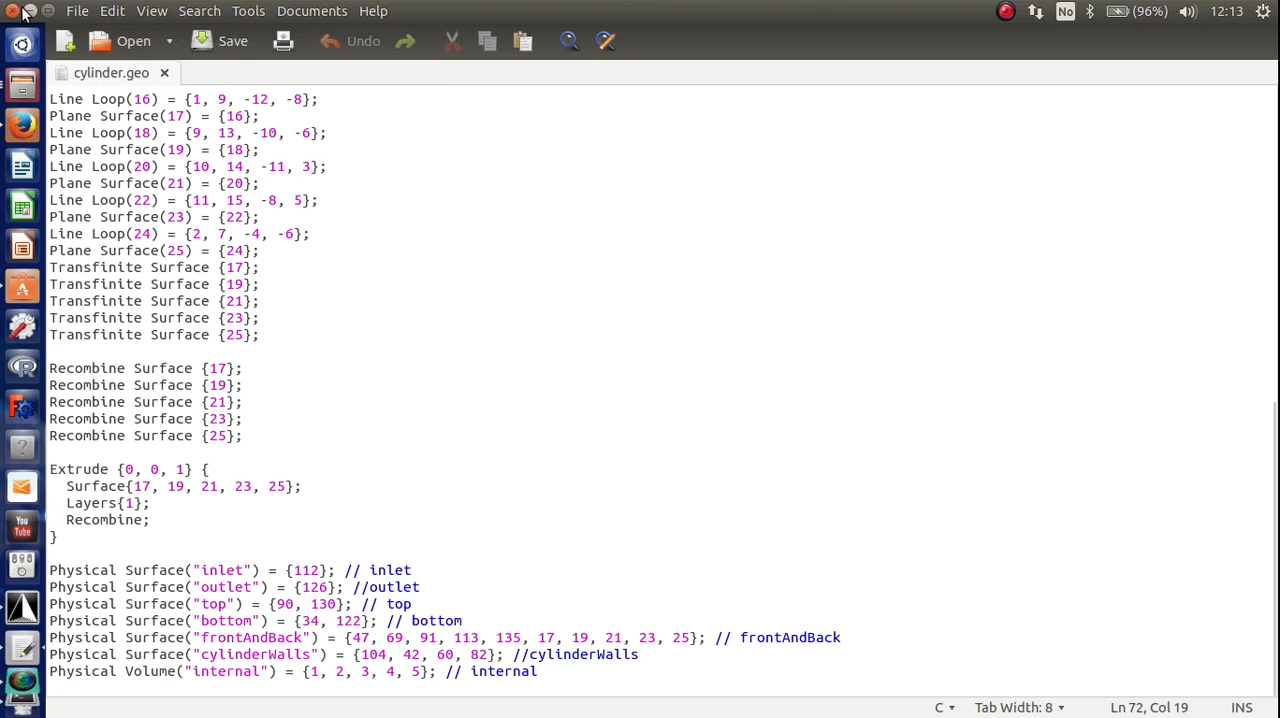 File Edit View Search Tools Documents Help No (96%) 12:13
Open Save Undo
cylinder.geo
Line Loop(16) = {1, 9, -12, -8};
Plane Surface(17) = {16};
Line Loop(18) = {9, 13, -10, -6};
Plane Surface(19) = {18};
Line Loop(20) = {10, 14, -11, 3};
Plane Surface(21) = {20};
Line Loop(22) = {11, 15, -8, 5};
Plane Surface(23) = {22};
Line Loop(24) = {2, 7, -4, -6};
Plane Surface(25) = {24};
Transfinite Surface {17};
Transfinite Surface {19};
Transfinite Surface {21};
Transfinite Surface {23};
Transfinite Surface {25};
Recombine Surface {17};
Recombine Surface {19};
Recombine Surface {21};
Recombine Surface {23};
Recombine Surface {25};
Extrude {0, 0, 1} {
Surface{17, 19, 21, 23, 25};
Layers{1};
Recombine;
}
Physical Surface("inlet") = {112}; // inlet
Physical Surface("outlet") = {126}; //outlet
Physical Surface("top") = {90, 130}; // top
Physical Surface("bottom") = {34, 122}; // bottom
Physical Surface("frontAndBack") = {47, 69, 91, 113, 135, 17, 19, 21, 23, 25}; // frontAndBack
Physical Surface("cylinderWalls") = {104, 42, 60, 82}; //cylinderWalls
Physical Volume("internal") = {1, 2, 3, 4, 5}; // internal
You Tube
C Tab Width: 8 Ln 72, Col 19 INS